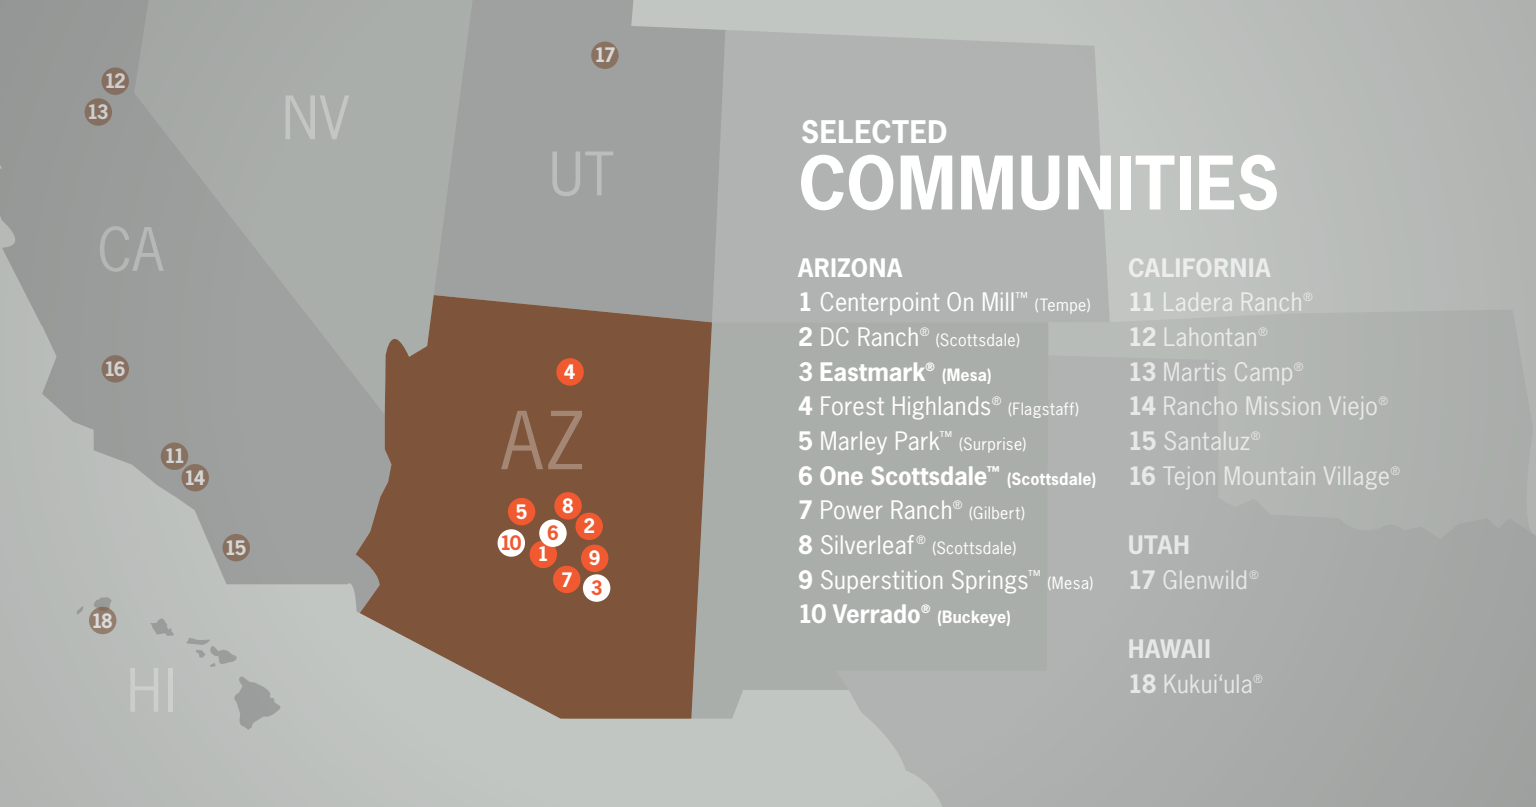 12
13
17
NV
UT
CA
16
4
AZ
11
14
5
8
10
6
2
1
9
7
3
15
18
HI
SELECTED
COMMUNITIES
ARIZONA
1 Centerpoint On Mill™ (Tempe)
2 DC Ranch® (Scottsdale)
3 Eastmark® (Mesa)
4 Forest Highlands® (Flagstaff)
5 Marley Park™ (Surprise)
6 One Scottsdale™ (Scottsdale)
7 Power Ranch® (Gilbert)
8 Silverleaf® (Scottsdale)
9 Superstition Springs™ (Mesa)
10 Verrado® (Buckeye)
CALIFORNIA
11 Ladera Ranch®
12 Lahontan®
13 Martis Camp®
14 Rancho Mission Viejo®
15 Santaluz®
16 Tejon Mountain Village®
UTAH
17 Glenwild®
HAWAII
18 Kukui‘ula®